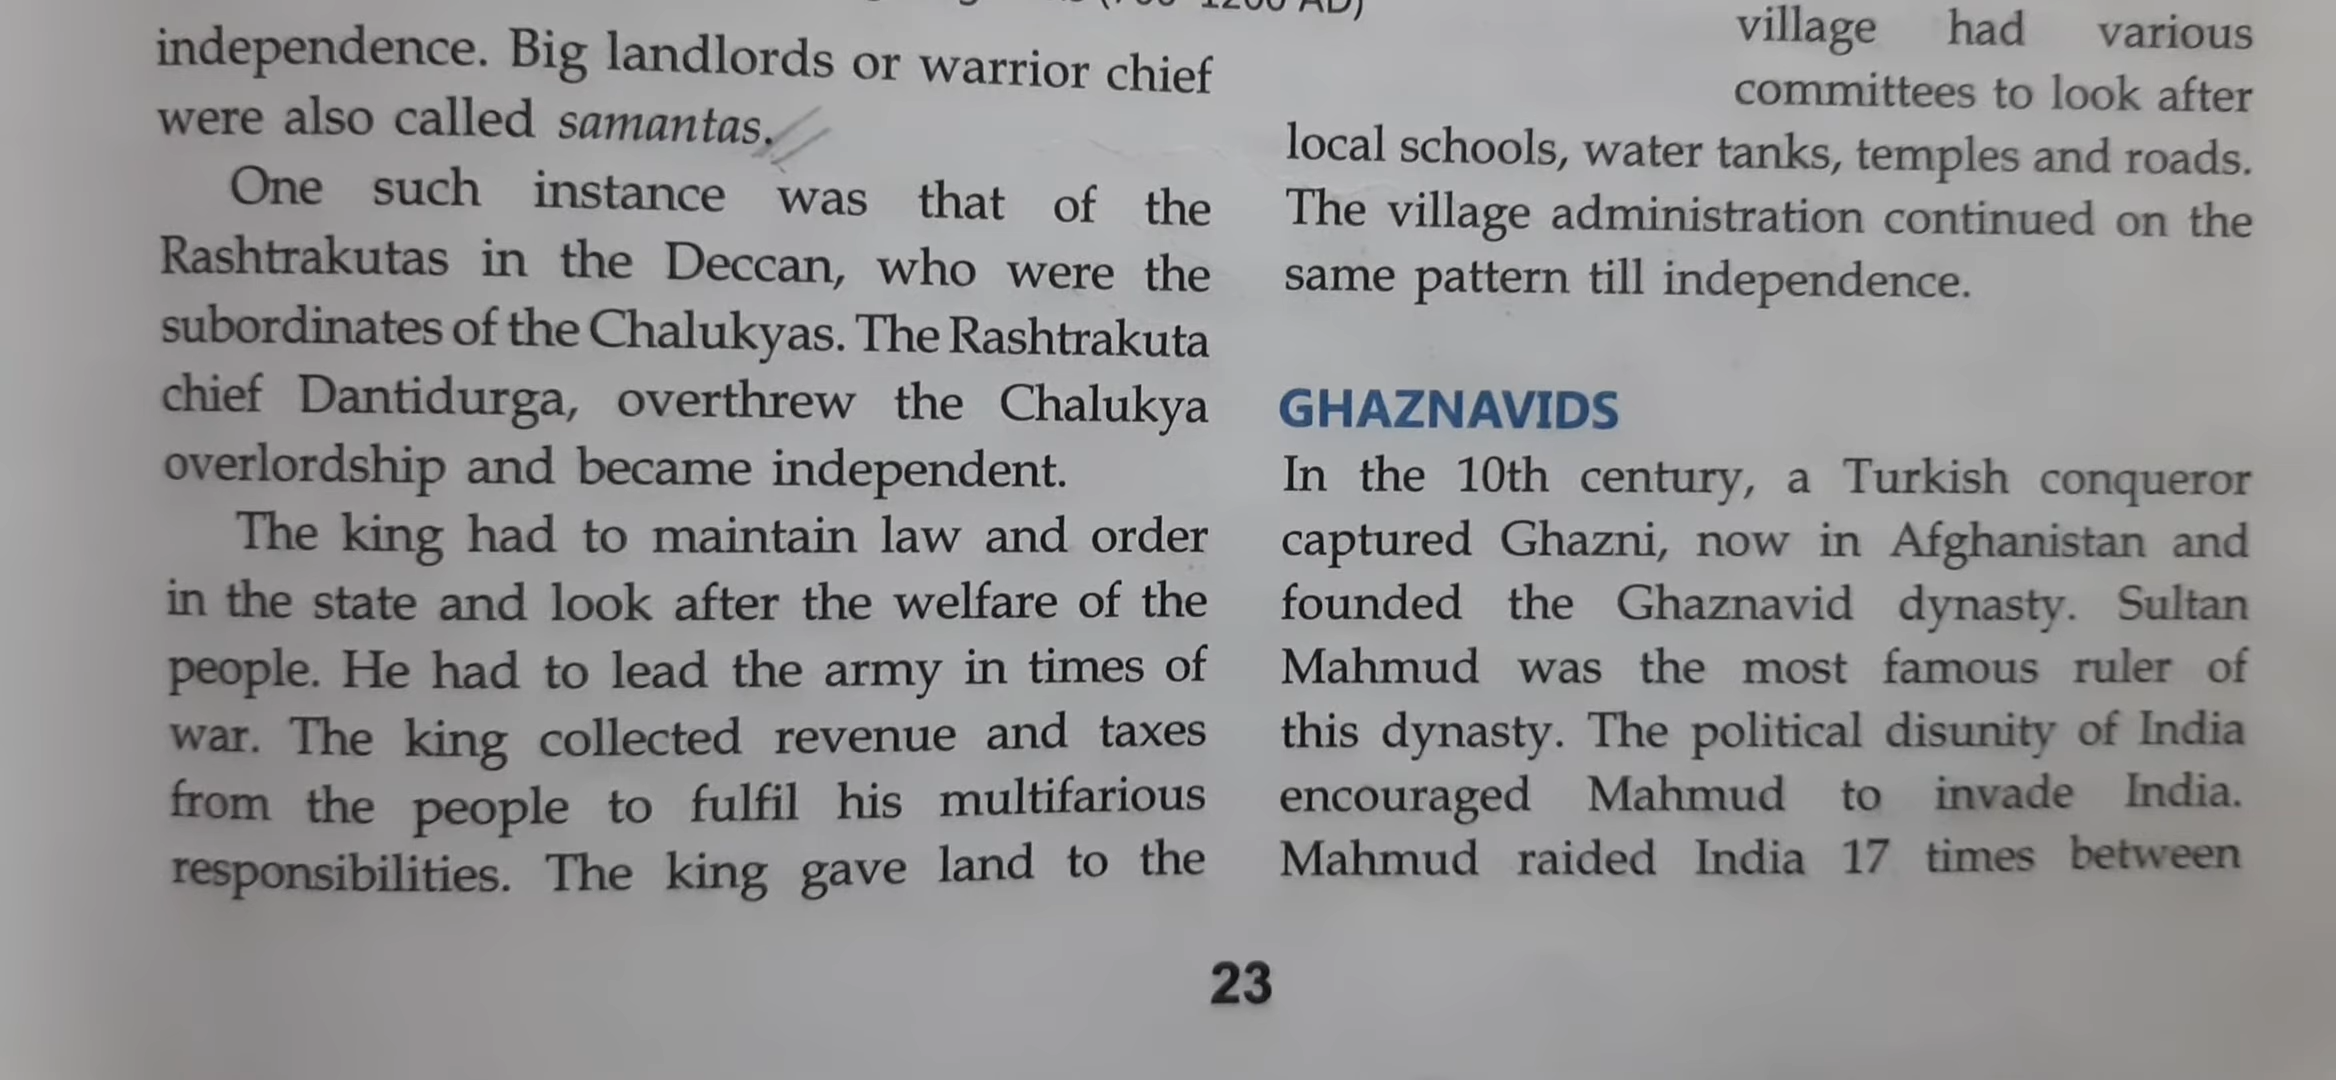 1200 AD)
independence. Big landlords or warrior chief
were also called samantas.
One such instance was that of the
Rashtrakutas in the Deccan, who were the
subordinates of the Chalukyas. The Rashtrakuta
chief Dantidurga, overthrew the Chalukya
overlordship and became independent.
The king had to maintain law and order
in the state and look after the welfare of the
people. He had to lead the army in times of
war. The king collected revenue and taxes
from the people to fulfil his multifarious
responsibilities. The king gave land to the
village had various
committees to look after
local schools, water tanks, temples and roads.
The village administration continued on the
same pattern till independence.
GHAZNAVIDS
In the 10th century, a Turkish conqueror
captured Ghazni, now in Afghanistan and
founded the Ghaznavid dynasty. Sultan
Mahmud was the most famous ruler of
this dynasty. The political disunity of India
encouraged Mahmud to invade India.
Mahmud raided India 17 times between
23